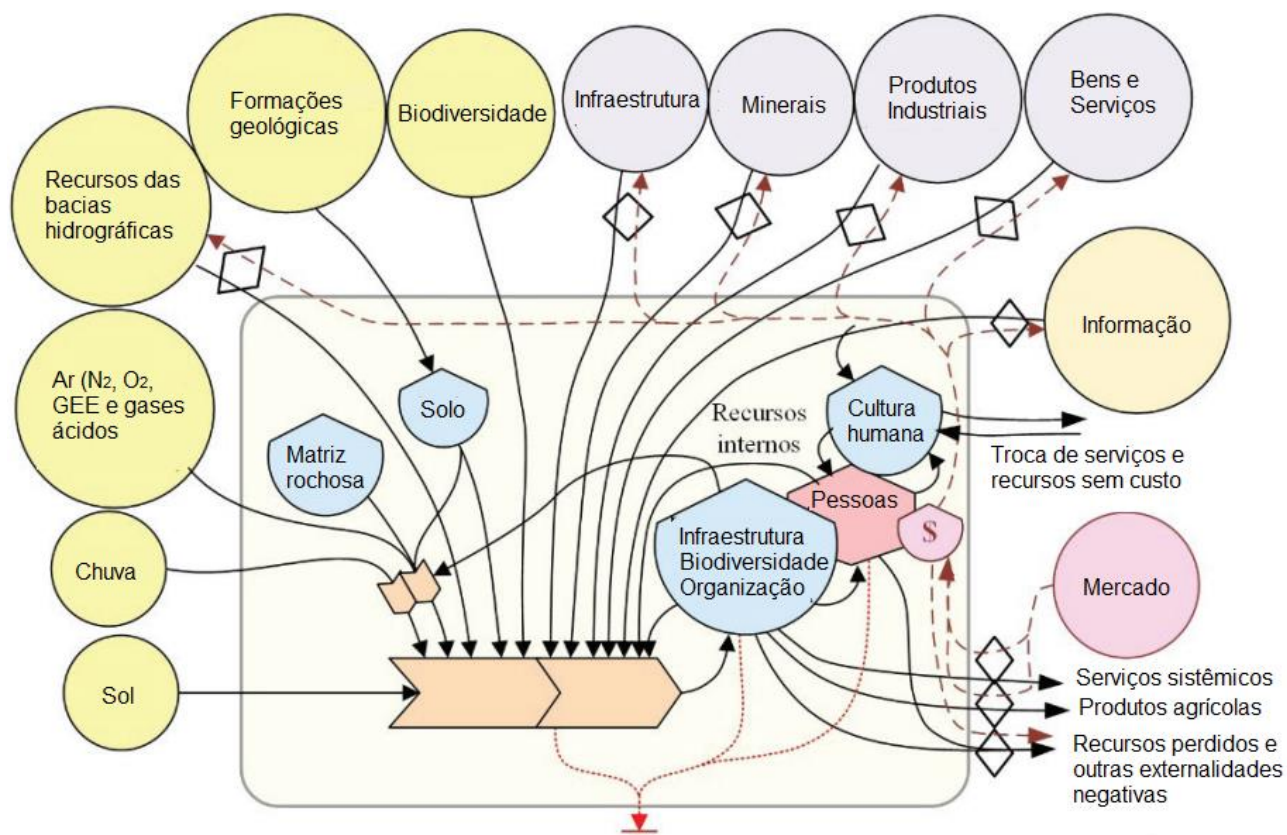 Formações
geológicas
Biodiversidade
Infraestrutura
Minerais
Produtos
Industriais
Bens e
Serviços
Recursos das
bacias
hidrográficas
Informação
Ar (N2, O2,
GEE e gases
ácidos
Solo
Matriz
rochosa
Recursos
internos
Cultura
humana
Troca de serviços e
recursos sem custo
Pessoas
$
Infraestrutura
Biodiversidade
Organização
Chuva
Mercado
Sol
Serviços sistêmicos
Produtos agrícolas
Recursos perdidos e
outras externalidades
negativas